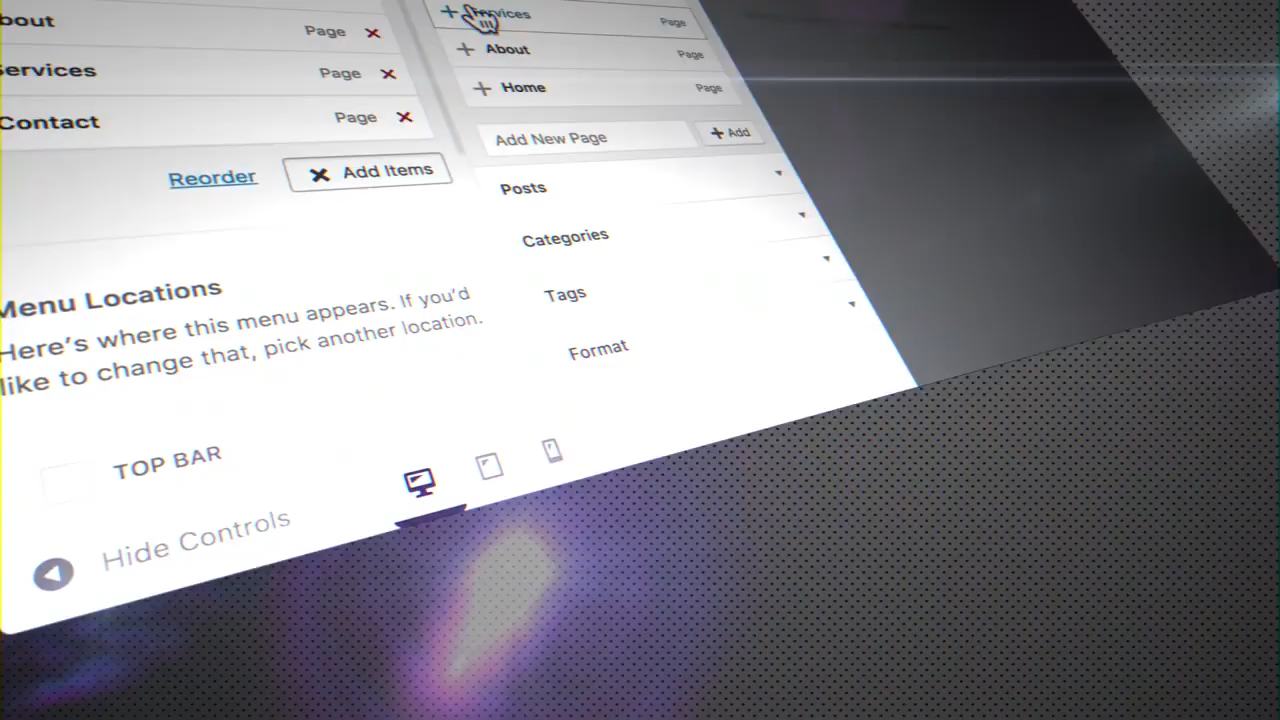 bout Page
ervices Page
Contact Page
Reorder Add Items
Menu Locations
Here's where this menu appears. If you'd
like to change that, pick another location.
TOP BAR
Hide Controls
Services Page
About Page
Home Page
Add New Page Add
Posts
Categories
Tags
Format